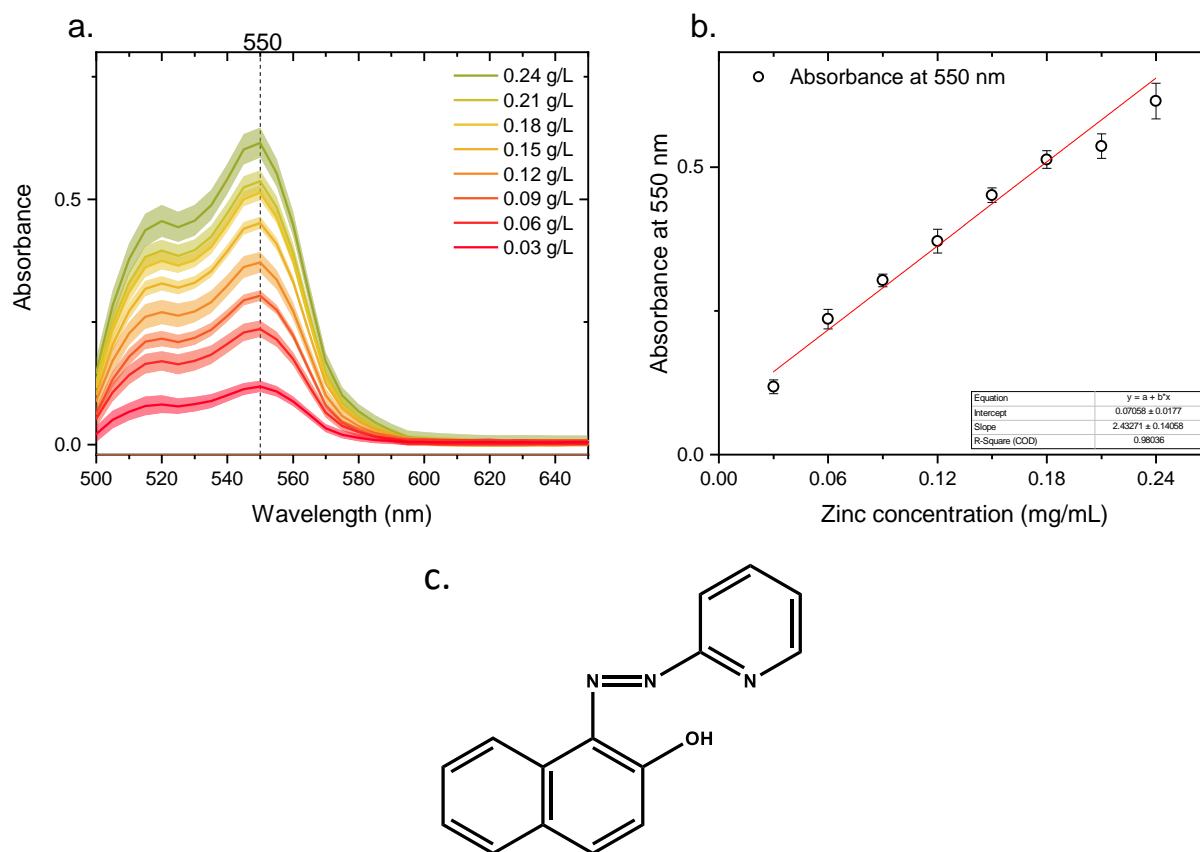 a.
550
0.24 g/L
0.21 g/L
0.18 g/L
0.15 g/L
0.12 g/L
0.09 g/L
0.06 g/L
0.03 g/L
0.5
0.0
Absorbance
500 520 540 560 580 600 620 640
Wavelength (nm)
b.
Absorbance at 550 nm
0.5
0.0
Absorbance at 550 nm
Equation y = a + b*x
Intercept 0.07058 ± 0.0177
Slope 2.43271 ± 0.14058
R-Square (COD) 0.98036
0.00 0.06 0.12 0.18 0.24
Zinc concentration (mg/mL)
c.
N N N
OH